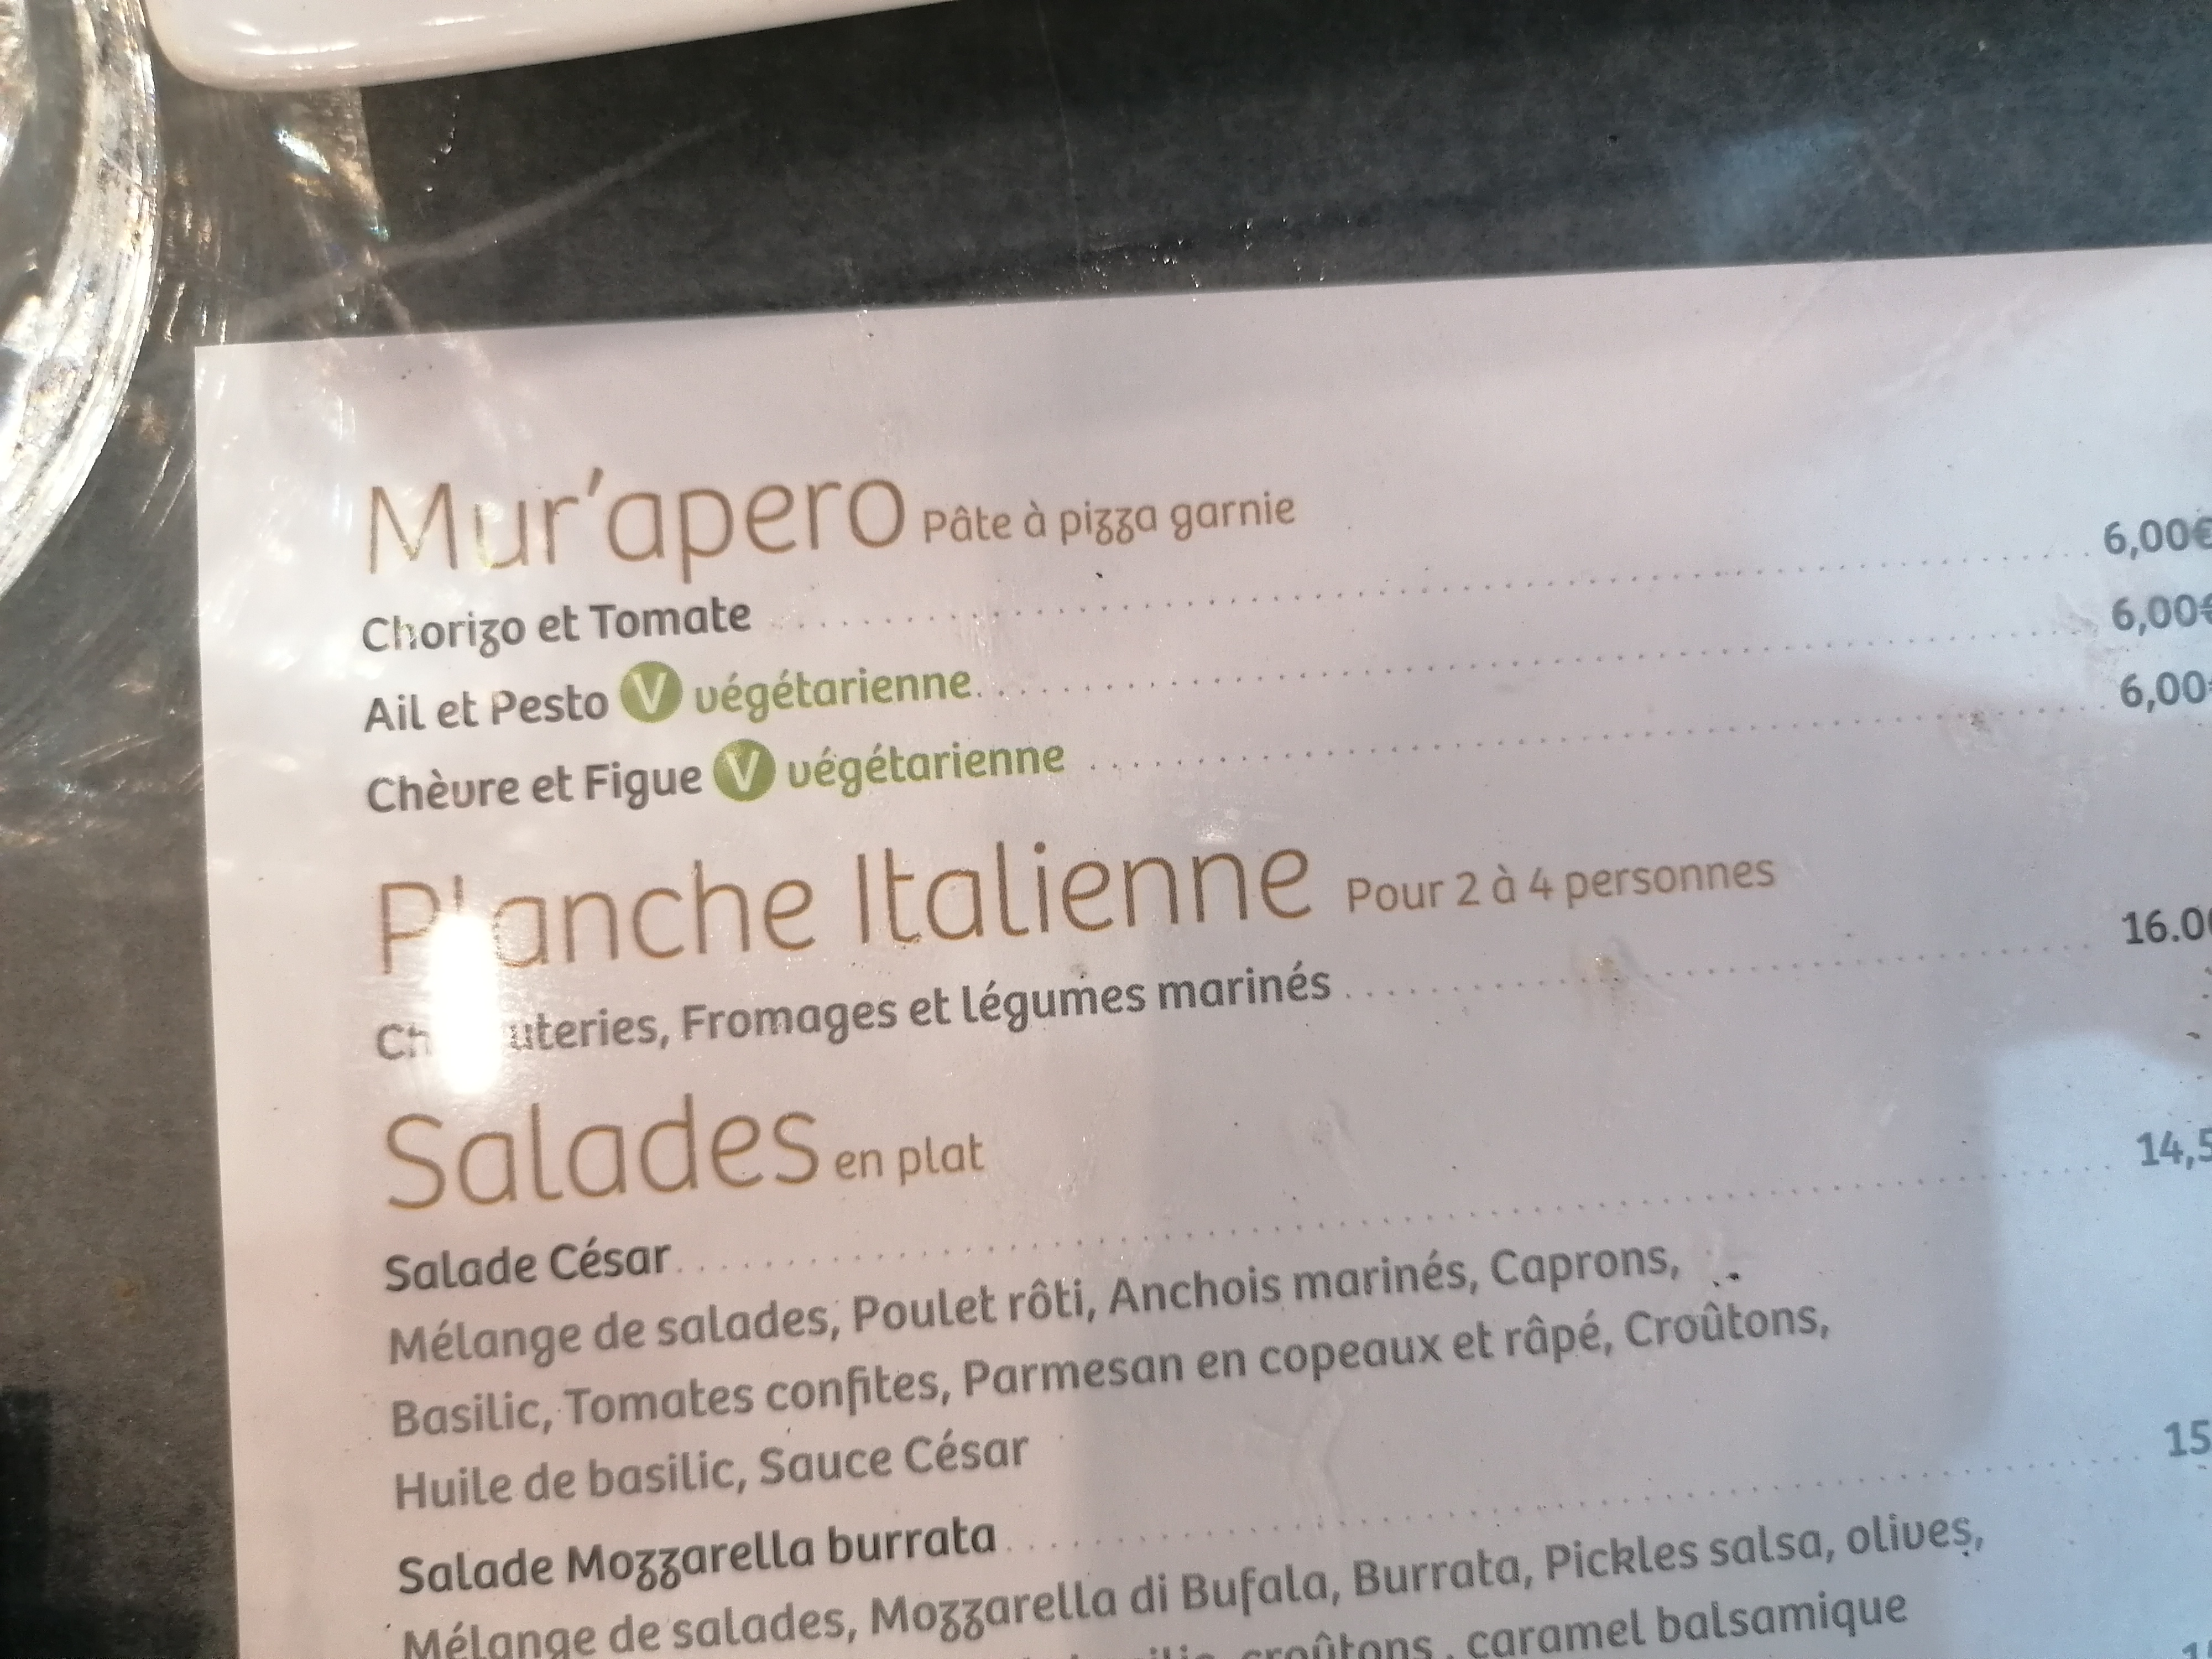 Mur'apero Pâte à pizza garnie
Chorizo et Tomate 6,00€
Ail et Pesto V végétarienne 6,00€
Chèvre et Figue V végétarienne 6,00
Planche Italienne Pour 2 à 4 personnes
Fromages et légumes marinés 16.0
Salades en plat
Salade César 14,5
Mélange de salades, Poulet rôti, Anchois marinés, Caprons,
Basilic, Tomates confites, Parmesan en copeaux et râpé, Croûtons,
Huile de basilic, Sauce César
Salade Mozzarella burrata 15
Mélange de salades, Mozzarella di Bufala, Burrata, Pickles salsa, olives,
croûtons, caramel balsamique